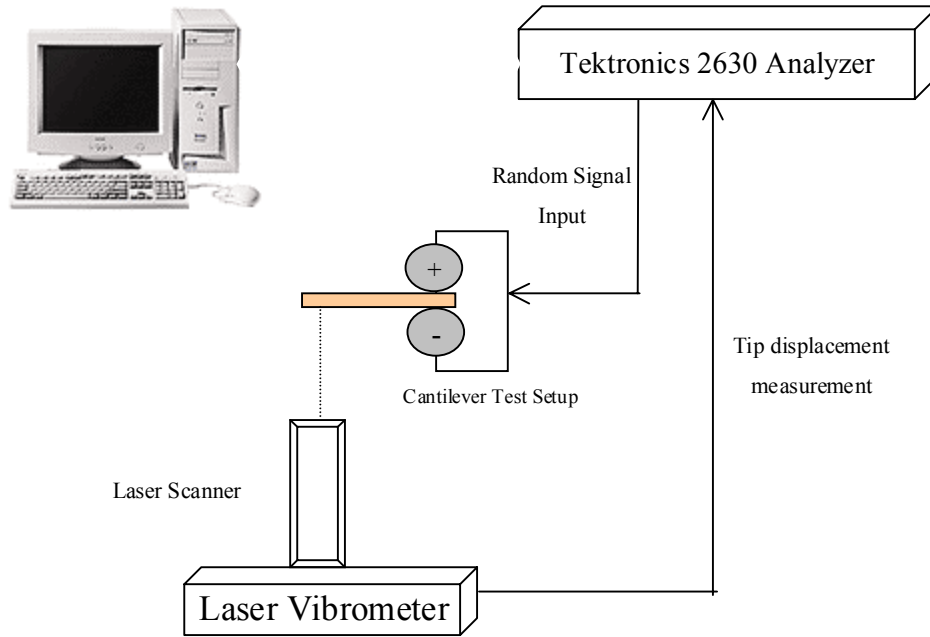 Tektronics 2630 Analyzer
Random Signal
Input
+
-
Tip displacement
measurement
Cantilever Test Setup
Laser Scanner
Laser Vibrometer